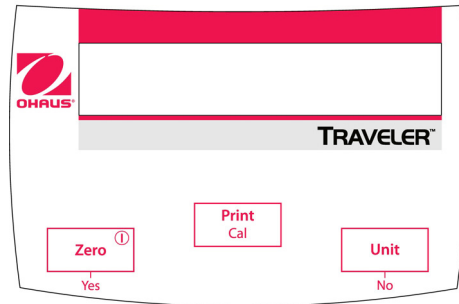 OHAUS®
TRAVELER™
Print
Cal
Zero
Unit
Yes
No